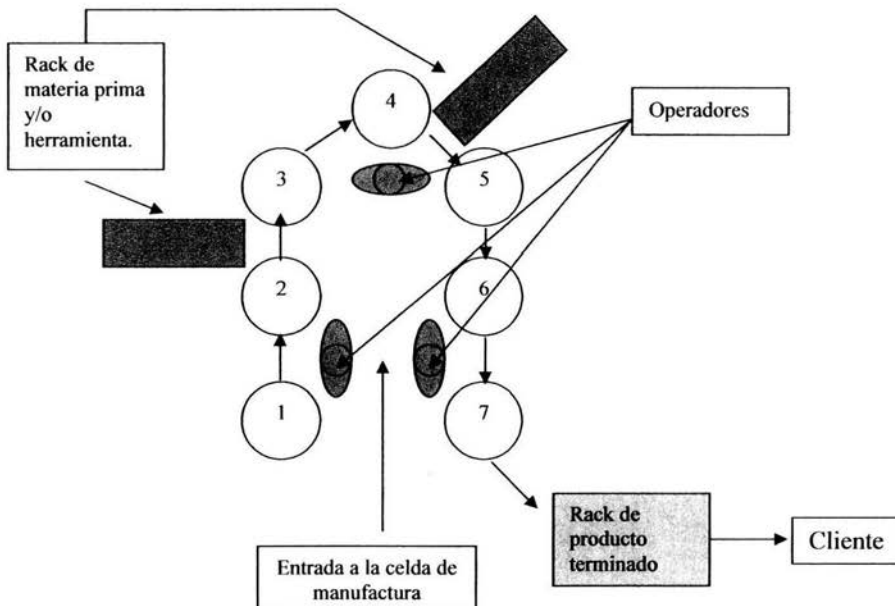 Rack de
materia prima
y/o
herramienta.
4
Operadores
3
5
2
6
1
7
Rack de
producto
terminado
Cliente
Entrada a la celda de
manufactura